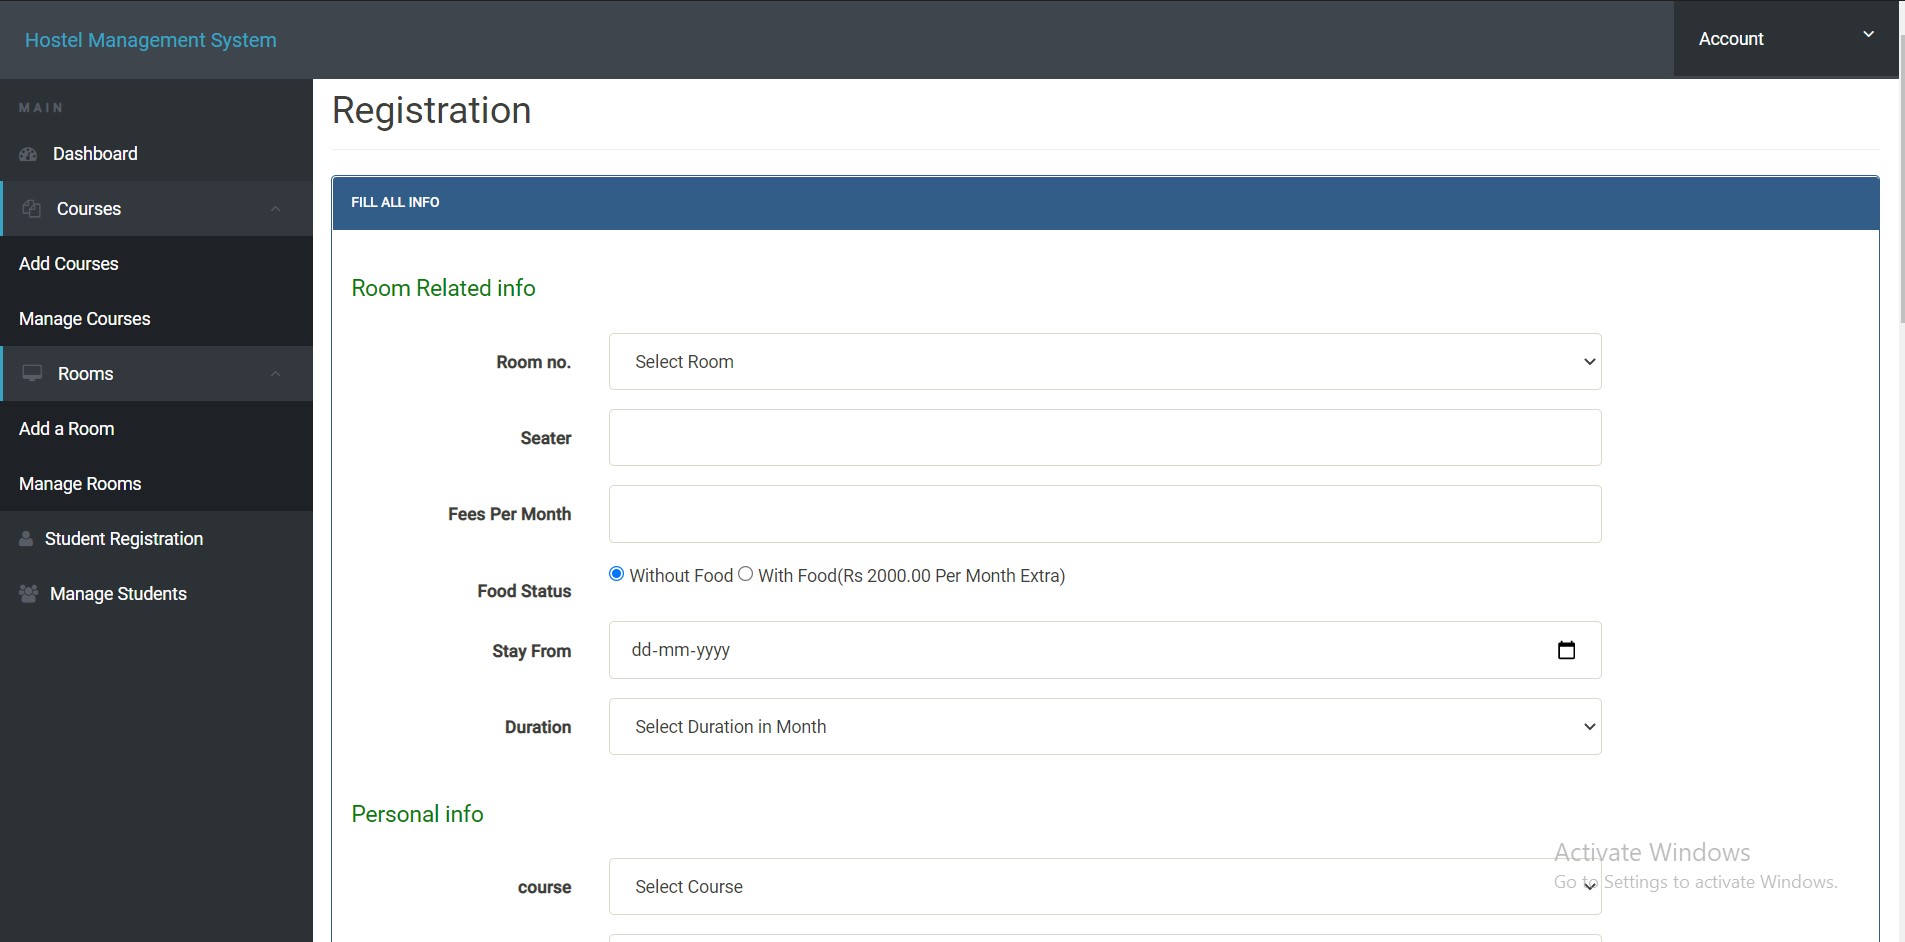 Hostel Management System
Account
MAIN
Dashboard
Courses
Add Courses
Manage Courses
Rooms
Add a Room
Manage Rooms
Student Registration
Manage Students
Registration
FILL ALL INFO
Room Related info
Room no. Select Room
Seater
Fees Per Month
Food Status Without Food With Food(Rs 2000.00 Per Month Extra)
Stay From dd-mm-yyyy
Duration Select Duration in Month
Personal info
course Select Course
Activate Windows
Go to Settings to activate Windows.